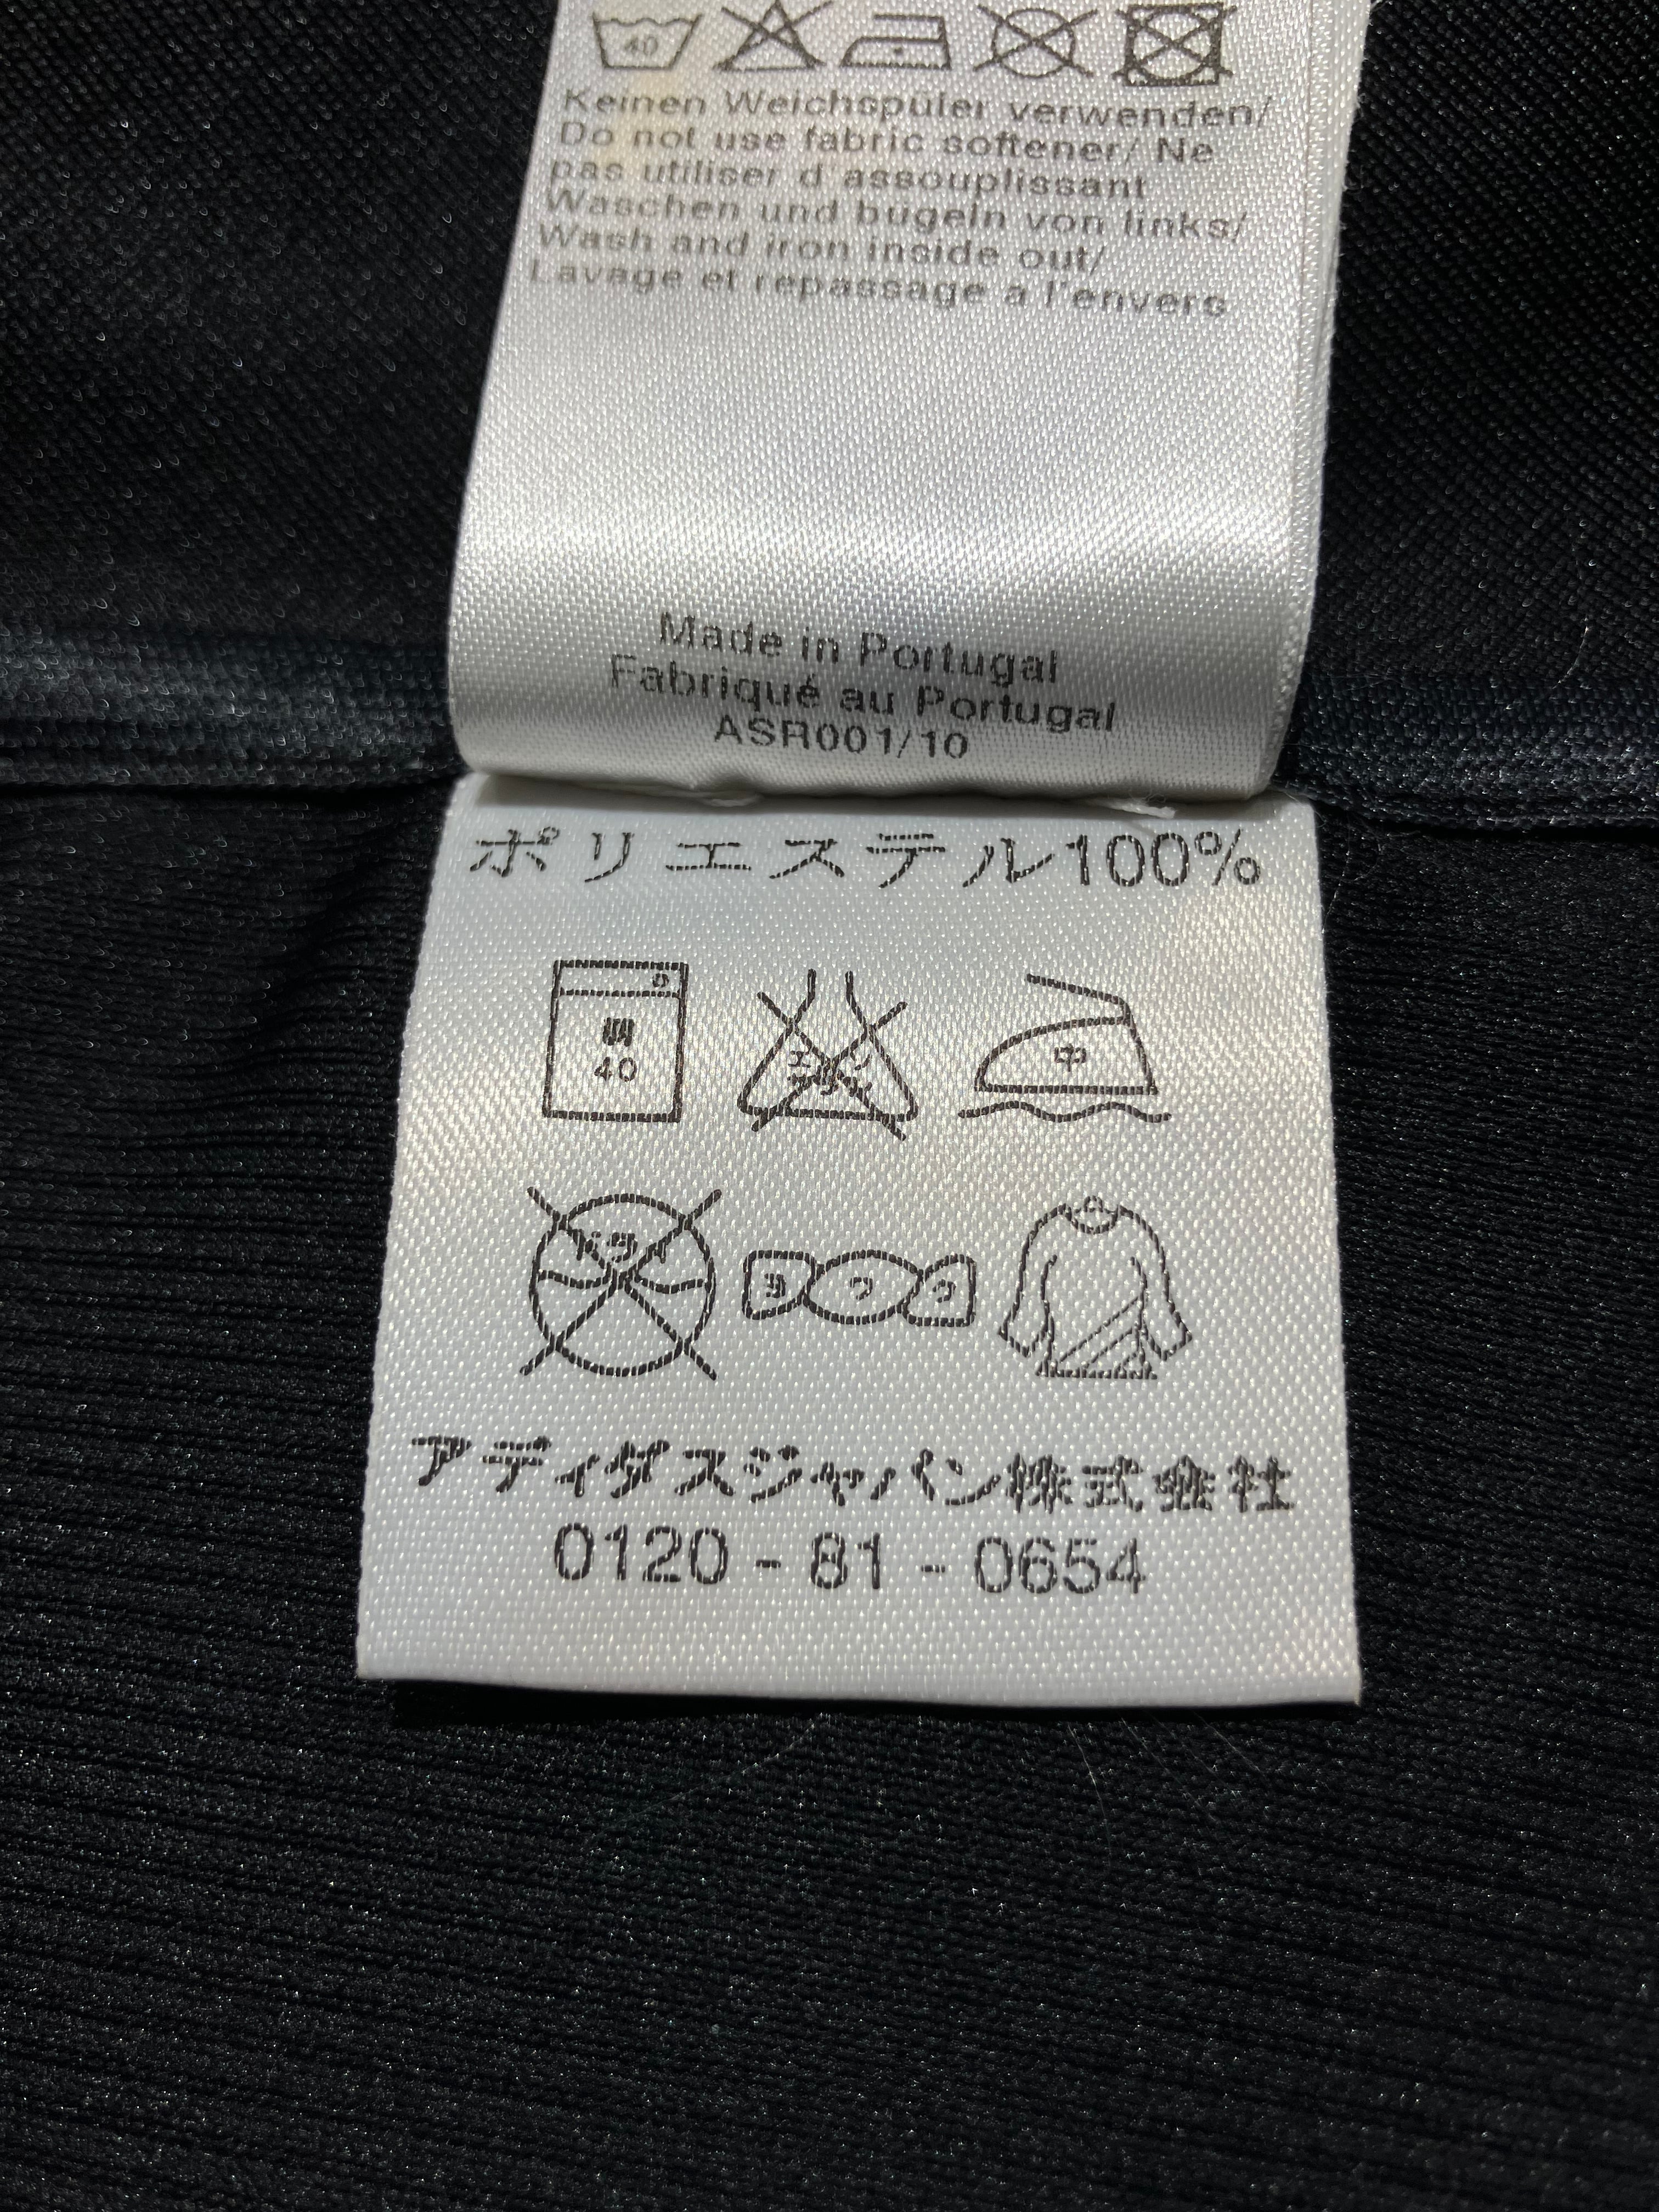 40
Keinen Weichspüler verwenden/
Do not use fabric softener/ Ne
pas utiliser d assouplissant
Waschen und bügeln von links/
Wash and iron inside out/
Lavage et repassage a l'envers
Made in Portugal
Fabriqué au Portugal
ASR001/10
ポリエステル100%
40
中
アディダスジャパン株式会社
0120 - 81 - 0654